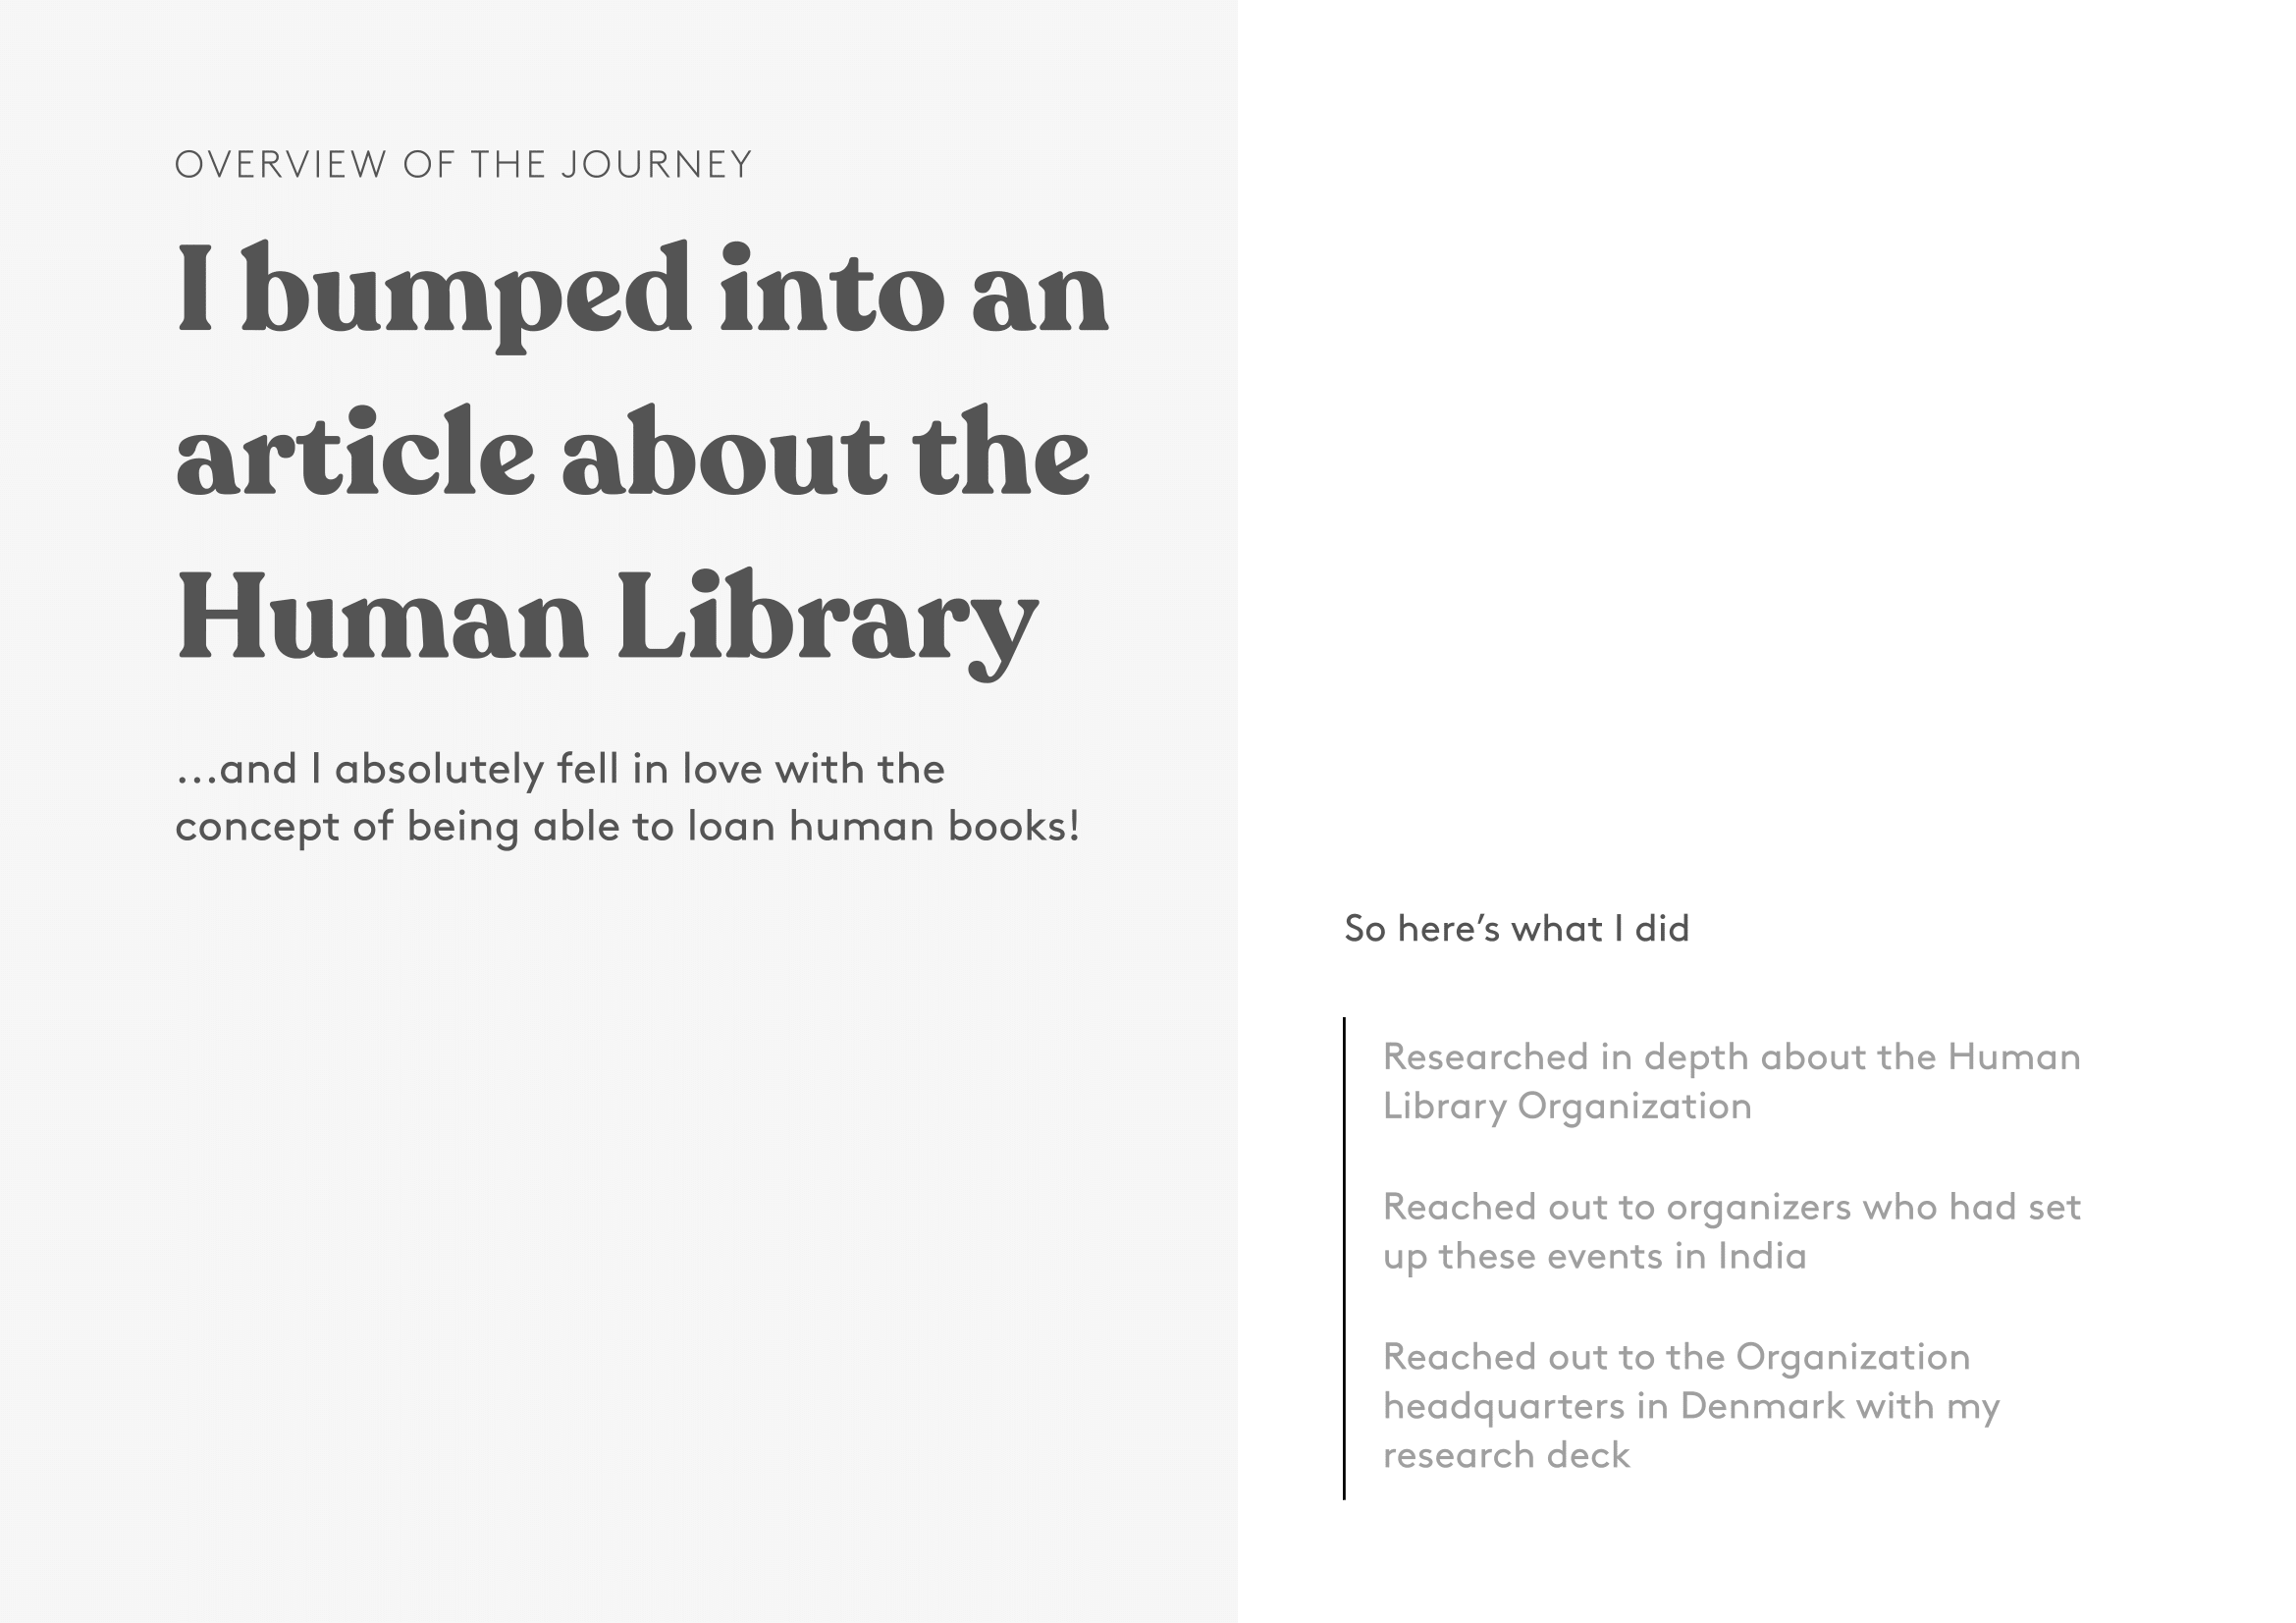 OVERVIEW OF THE JOURNEY
I bumped into an
article about the
Human Library
...and I absolutely fell in love with the
concept of being able to loan human books!
So here’s what I did
Researched in depth about the Human
Library Organization
Reached out to organizers who had set
up these events in India
Reached out to the Organization
headquarters in Denmark with my
research deck